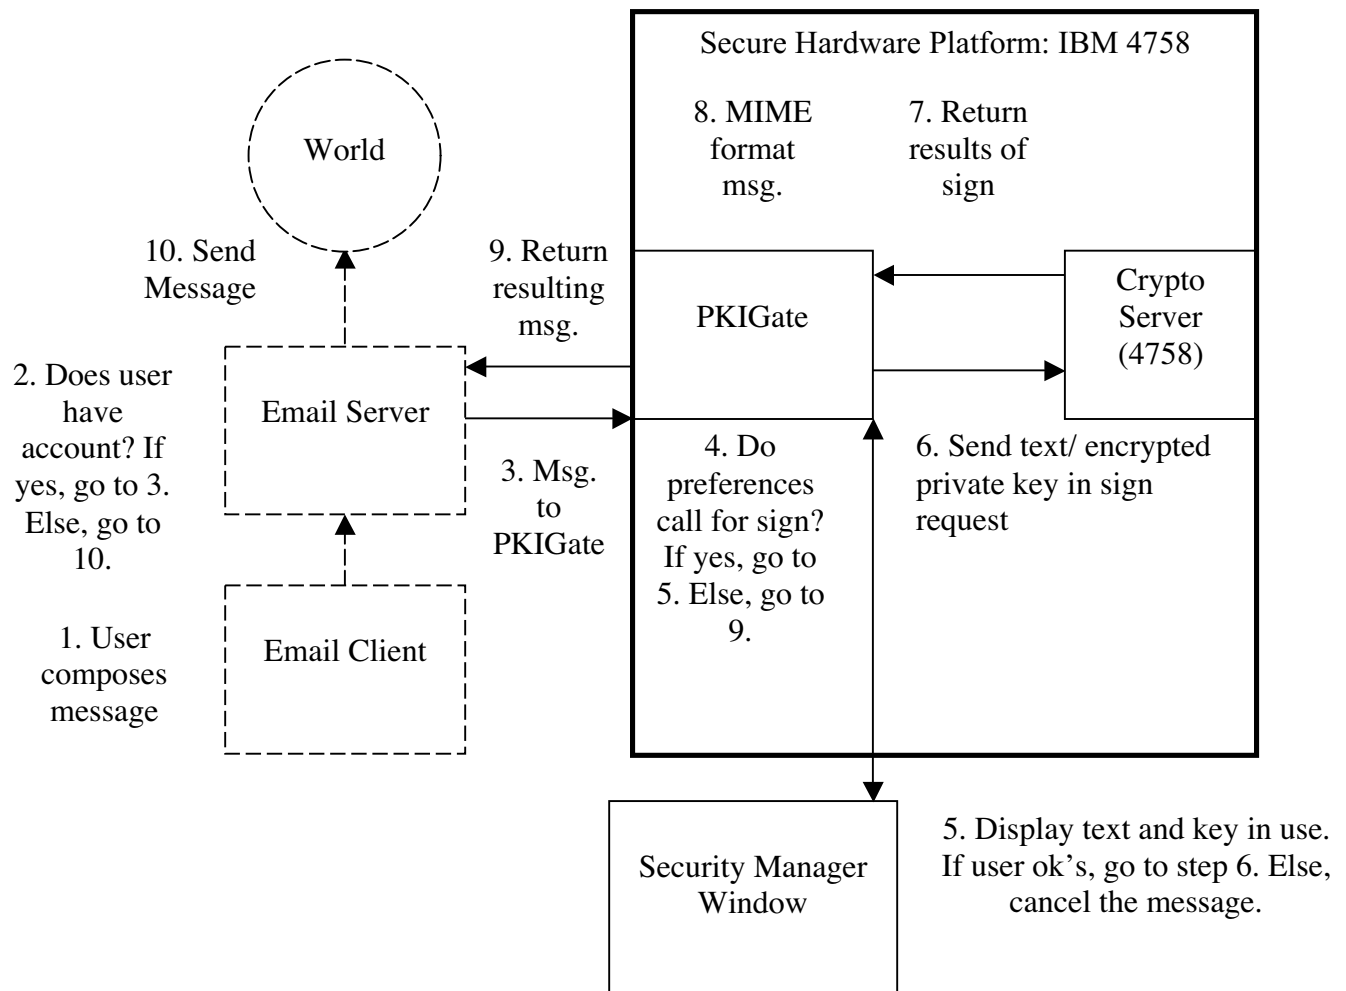 Secure Hardware Platform: IBM 4758
8. MIME
format
msg.
7. Return
results of
sign
World
10. Send
Message
9. Return
resulting
msg.
PKIGate
Crypto
Server
(4758)
2. Does user
have
account? If
yes, go to 3.
Else, go to
10.
Email Server
3. Msg.
to
PKIGate
4. Do
preferences
call for sign?
If yes, go to
5. Else, go to
9.
6. Send text/ encrypted
private key in sign
request
1. User
composes
message
Email Client
Security Manager
Window
5. Display text and key in use.
If user ok’s, go to step 6. Else,
cancel the message.